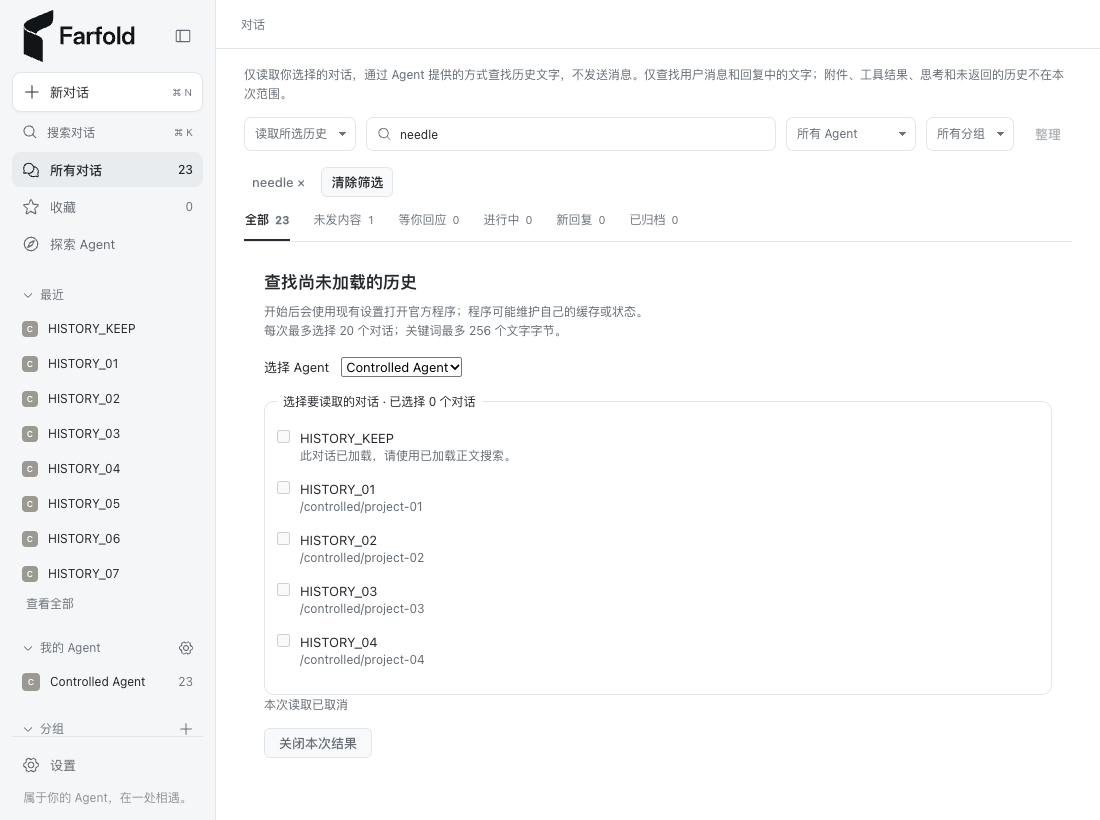 Farfold
新对话 ⌘ N
搜索对话 ⌘ K
所有对话 23
收藏 0
探索 Agent
最近
C HISTORY_KEEP
C HISTORY_01
C HISTORY_02
C HISTORY_03
C HISTORY_04
C HISTORY_05
C HISTORY_06
C HISTORY_07
查看全部
我的 Agent
C Controlled Agent 23
分组
设置
属于你的 Agent，在一处相遇。
对话
仅读取你选择的对话，通过 Agent 提供的方式查找历史文字，不发送消息。仅查找用户消息和回复中的文字；附件、工具结果、思考和未返回的历史不在本
次范围。
读取所选历史 needle 所有 Agent 所有分组 整理
needle × 清除筛选
全部 23 未发内容 1 等你回应 0 进行中 0 新回复 0 已归档 0
查找尚未加载的历史
开始后会使用现有设置打开官方程序；程序可能维护自己的缓存或状态。
每次最多选择 20 个对话；关键词最多 256 个文字字节。
选择 Agent Controlled Agent
选择要读取的对话 · 已选择 0 个对话
HISTORY_KEEP
此对话已加载，请使用已加载正文搜索。
HISTORY_01
/controlled/project-01
HISTORY_02
/controlled/project-02
HISTORY_03
/controlled/project-03
HISTORY_04
/controlled/project-04
本次读取已取消
关闭本次结果